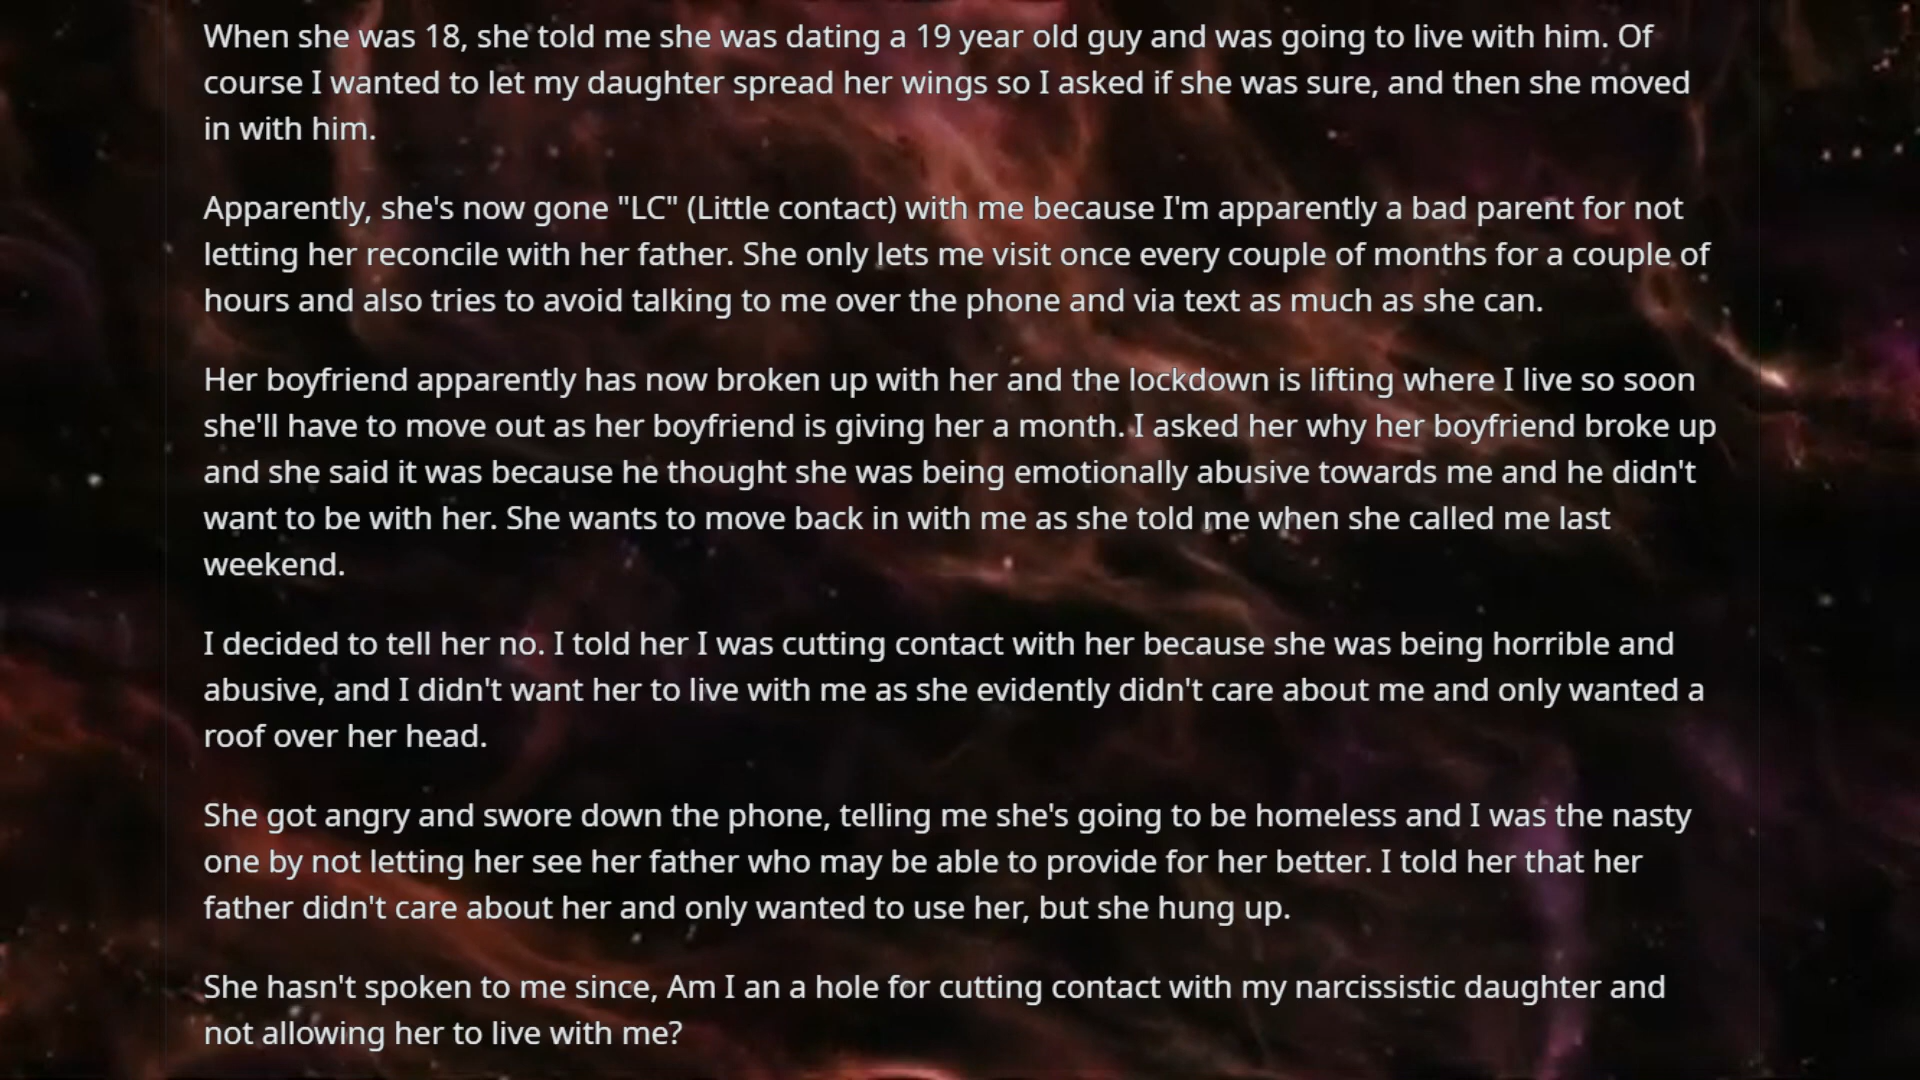 When she was 18, she told me she was dating a 19 year old guy and was going to live with him. Of
course I wanted to let my daughter spread her wings so I asked if she was sure, and then she moved
in with him.
Apparently, she's now gone "LC" (Little contact) with me because I'm apparently a bad parent for not
letting her reconcile with her father. She only lets me visit once every couple of months for a couple of
hours and also tries to avoid talking to me over the phone and via text as much as she can.
Her boyfriend apparently has now broken up with her and the lockdown is lifting where I live so soon
she'll have to move out as her boyfriend is giving her a month. I asked her why her boyfriend broke up
and she said it was because he thought she was being emotionally abusive towards me and he didn't
want to be with her. She wants to move back in with me as she told me when she called me last
weekend.
I decided to tell her no. I told her I was cutting contact with her because she was being horrible and
abusive, and I didn't want her to live with me as she evidently didn't care about me and only wanted a
roof over her head.
She got angry and swore down the phone, telling me she's going to be homeless and I was the nasty
one by not letting her see her father who may be able to provide for her better. I told her that her
father didn't care about her and only wanted to use her, but she hung up.
She hasn't spoken to me since, Am I an a hole for cutting contact with my narcissistic daughter and
not allowing her to live with me?